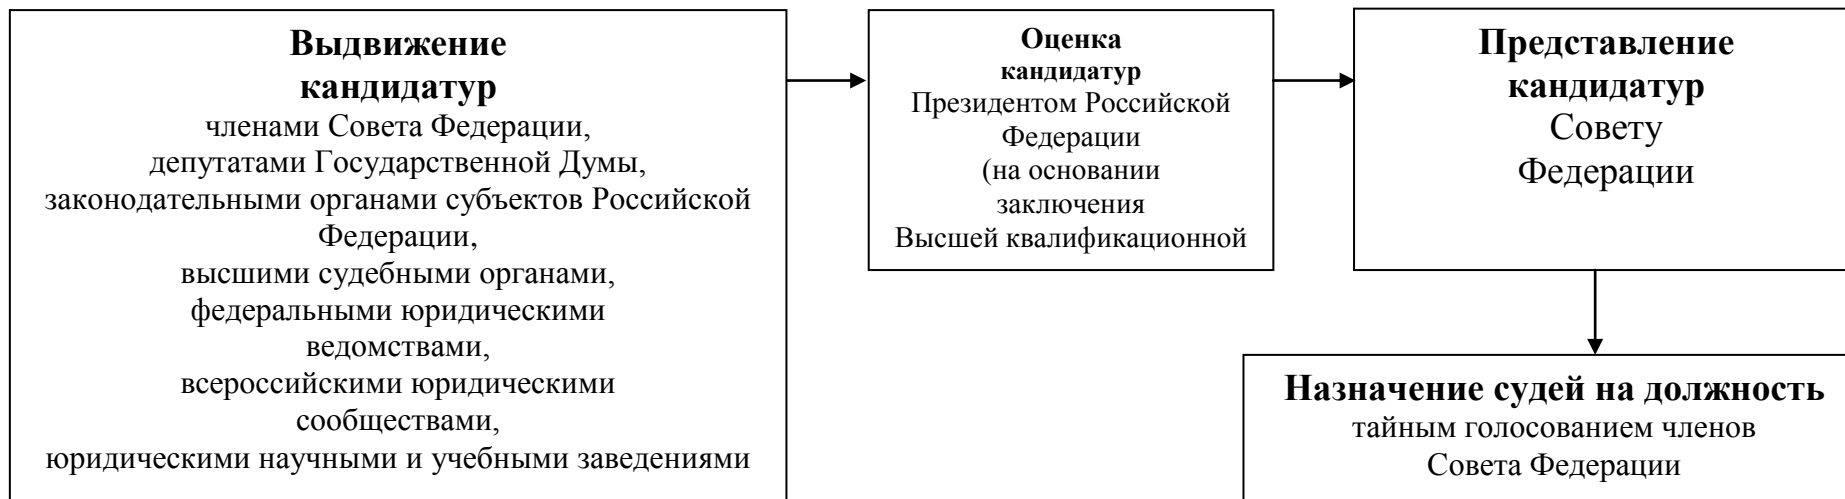 Выдвижение
кандидатур
членами Совета Федерации,
депутатами Государственной Думы,
законодательными органами субъектов Российской
Федерации,
высшими судебными органами,
федеральными юридическими
ведомствами,
всероссийскими юридическими
сообществами,
юридическими научными и учебными заведениями
Оценка
кандидатур
Президентом Российской
Федерации
(на основании
заключения
Высшей квалификационной
Представление
кандидатур
Совету
Федерации
Назначение судей на должность
тайным голосованием членов
Совета Федерации